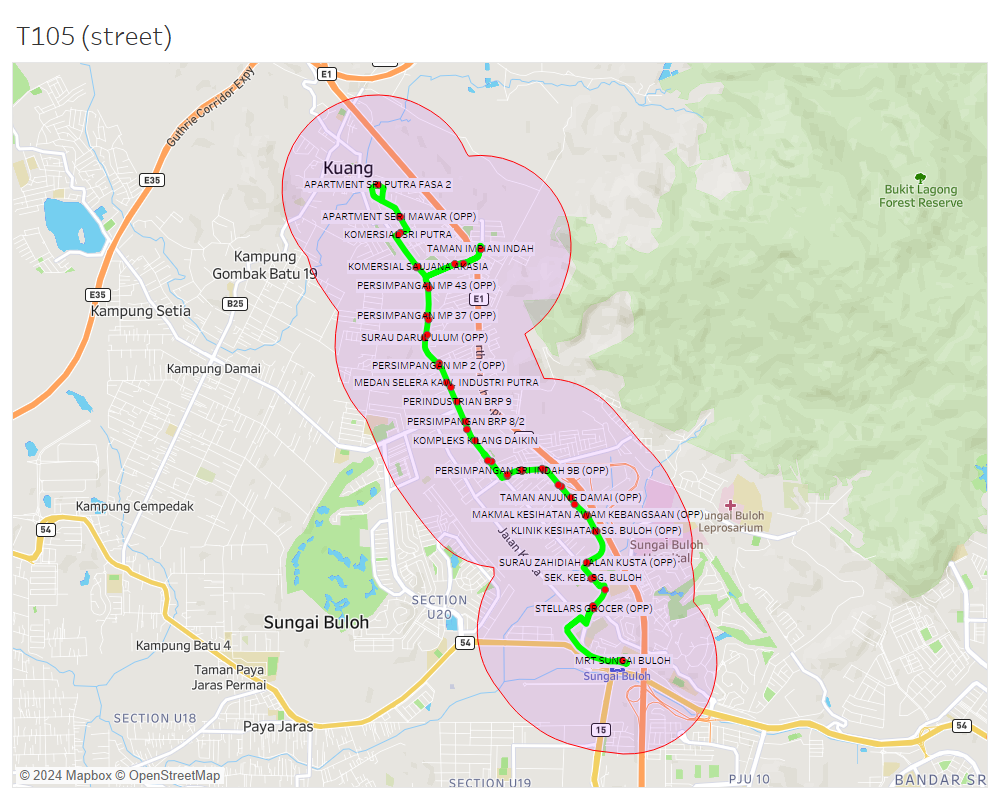 T105 (street)
E1
Guthrie Corridor Expy
Kuang
E35
APARTMENT SRI PUTRA FASA 2
Bukit Lagong
Forest Reserve
APARTMENT SERI MAWAR (OPP)
KOMERSIAL SRI PUTRA
TAMAN IMPIAN INDAH
Kampung
Gombak Batu 19
KOMERSIAL SAUJANA ARASIA
PERSIMPANGAN MP 43 (OPP)
E35
B25
E1
Kampung Setia
PERSIMPANGAN MP 37 (OPP)
SURAU DARUL ULUM (OPP)
Kampung Damai
PERSIMPANGAN MP 2 (OPP)
MEDAN SELERA KAW. INDUSTRI PUTRA
PERINDUSTRIAN BRP 9
PERSIMPANGAN BRP 8/2
KOMPLEKS KILANG DAIKIN
PERSIMPANGAN SRI INDAH 9B (OPP)
TAMAN ANJUNG DAMAI (OPP)
Kampung Cempedak
MAKMAL KESIHATAN AWAM KEBANGSAAN (OPP)
Sungai Buloh
Leprosarium
54
KLINIK KESIHATAN SG. BULOH (OPP)
Jalan
Sungai Buloh
SURAU ZAHIDIAH JALAN KUSTA (OPP)
SEK. KEB. SG. BULOH
SECTION
U20
STELLARS GROCER (OPP)
Sungai Buloh
Kampung Batu 4
54
MRT SUNGAI BULOH
Sungai Buloh
Taman Paya
Jaras Permai
SECTION U18
Paya Jaras
15
54
© 2024 Mapbox © OpenStreetMap
SECTION U19
PJU 10
BANDAR SR